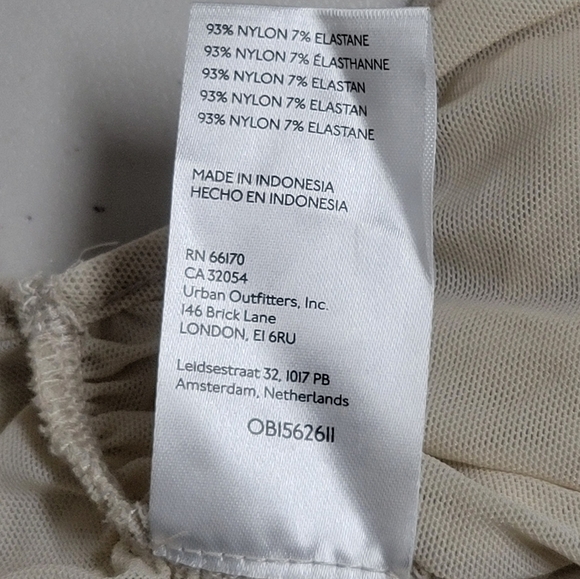 93% NYLON 7% ELASTANE
93% NYLON 7% ÉLASTHANNE
93% NYLON 7% ELASTAN
93% NYLON 7% ELASTAN
93% NYLON 7% ELASTANE
MADE IN INDONESIA
HECHO EN INDONESIA
RN 66170
CA 32054
Urban Outfitters, Inc.
146 Brick Lane
LONDON, E1 6RU
Leidsestraat 32, 1017 PB
Amsterdam, Netherlands
OB1562611